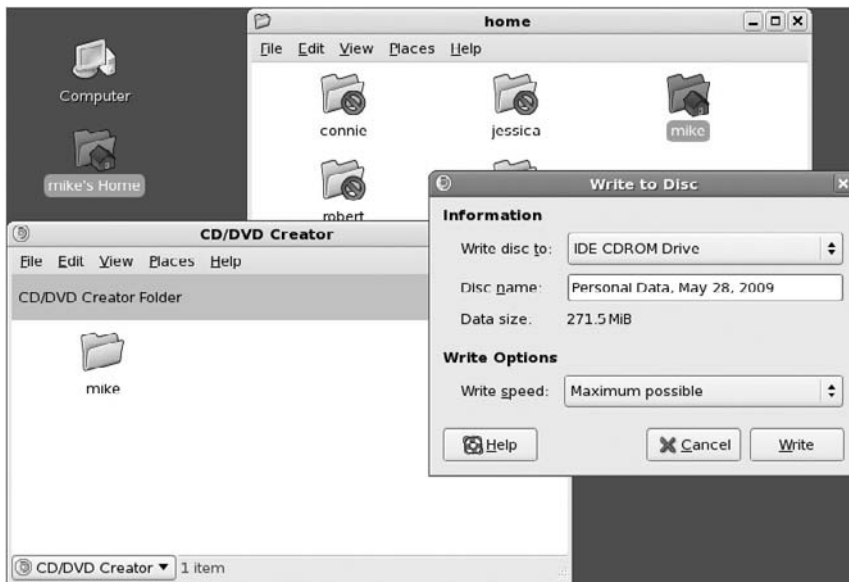 Computer
mike's Home
home
File Edit View Places Help
connie
jessica
mike
robert
CD/DVD Creator
File Edit View Places Help
CD/DVD Creator Folder
mike
CD/DVD Creator
1 item
Write to Disc
Information
Write disc to: IDE CDROM Drive
Disc name: Personal Data, May 28, 2009
Data size: 271.5 MiB
Write Options
Write speed: Maximum possible
Help Cancel Write